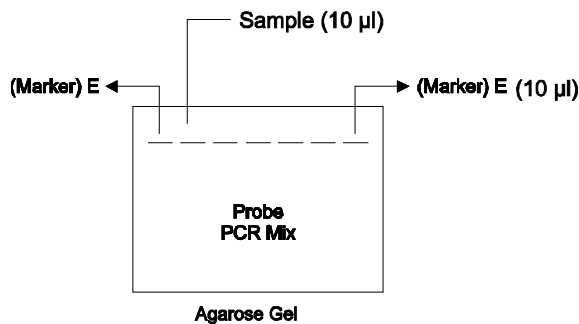 Sample (10 µl)
(Marker) E
(Marker) E (10 µl)
Probe
PCR Mix
Agarose Gel